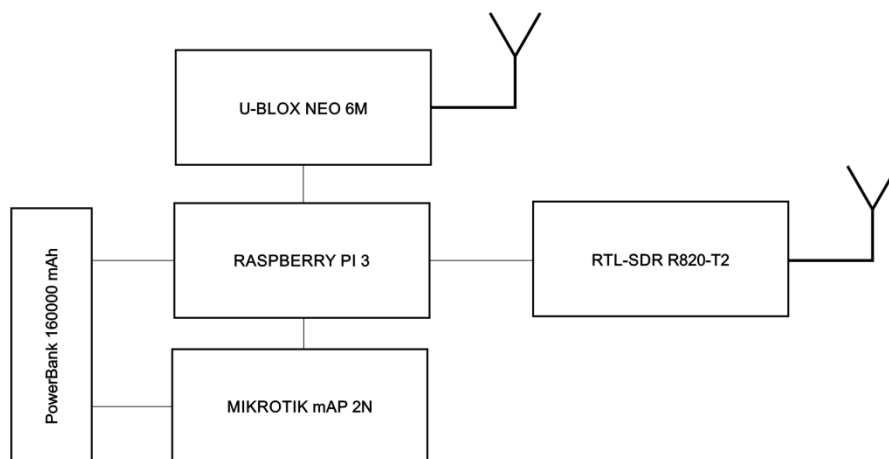 U-BLOX NEO 6M
RASPBERRY PI 3
RTL-SDR R820-T2
PowerBank 160000 mAh
MIKROTIK mAP 2N